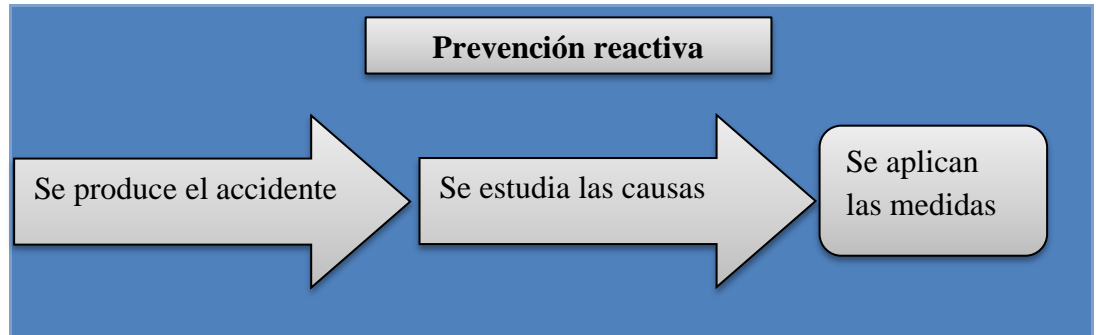 Prevención reactiva
Se produce el accidente
Se estudia las causas
Se aplican
las medidas